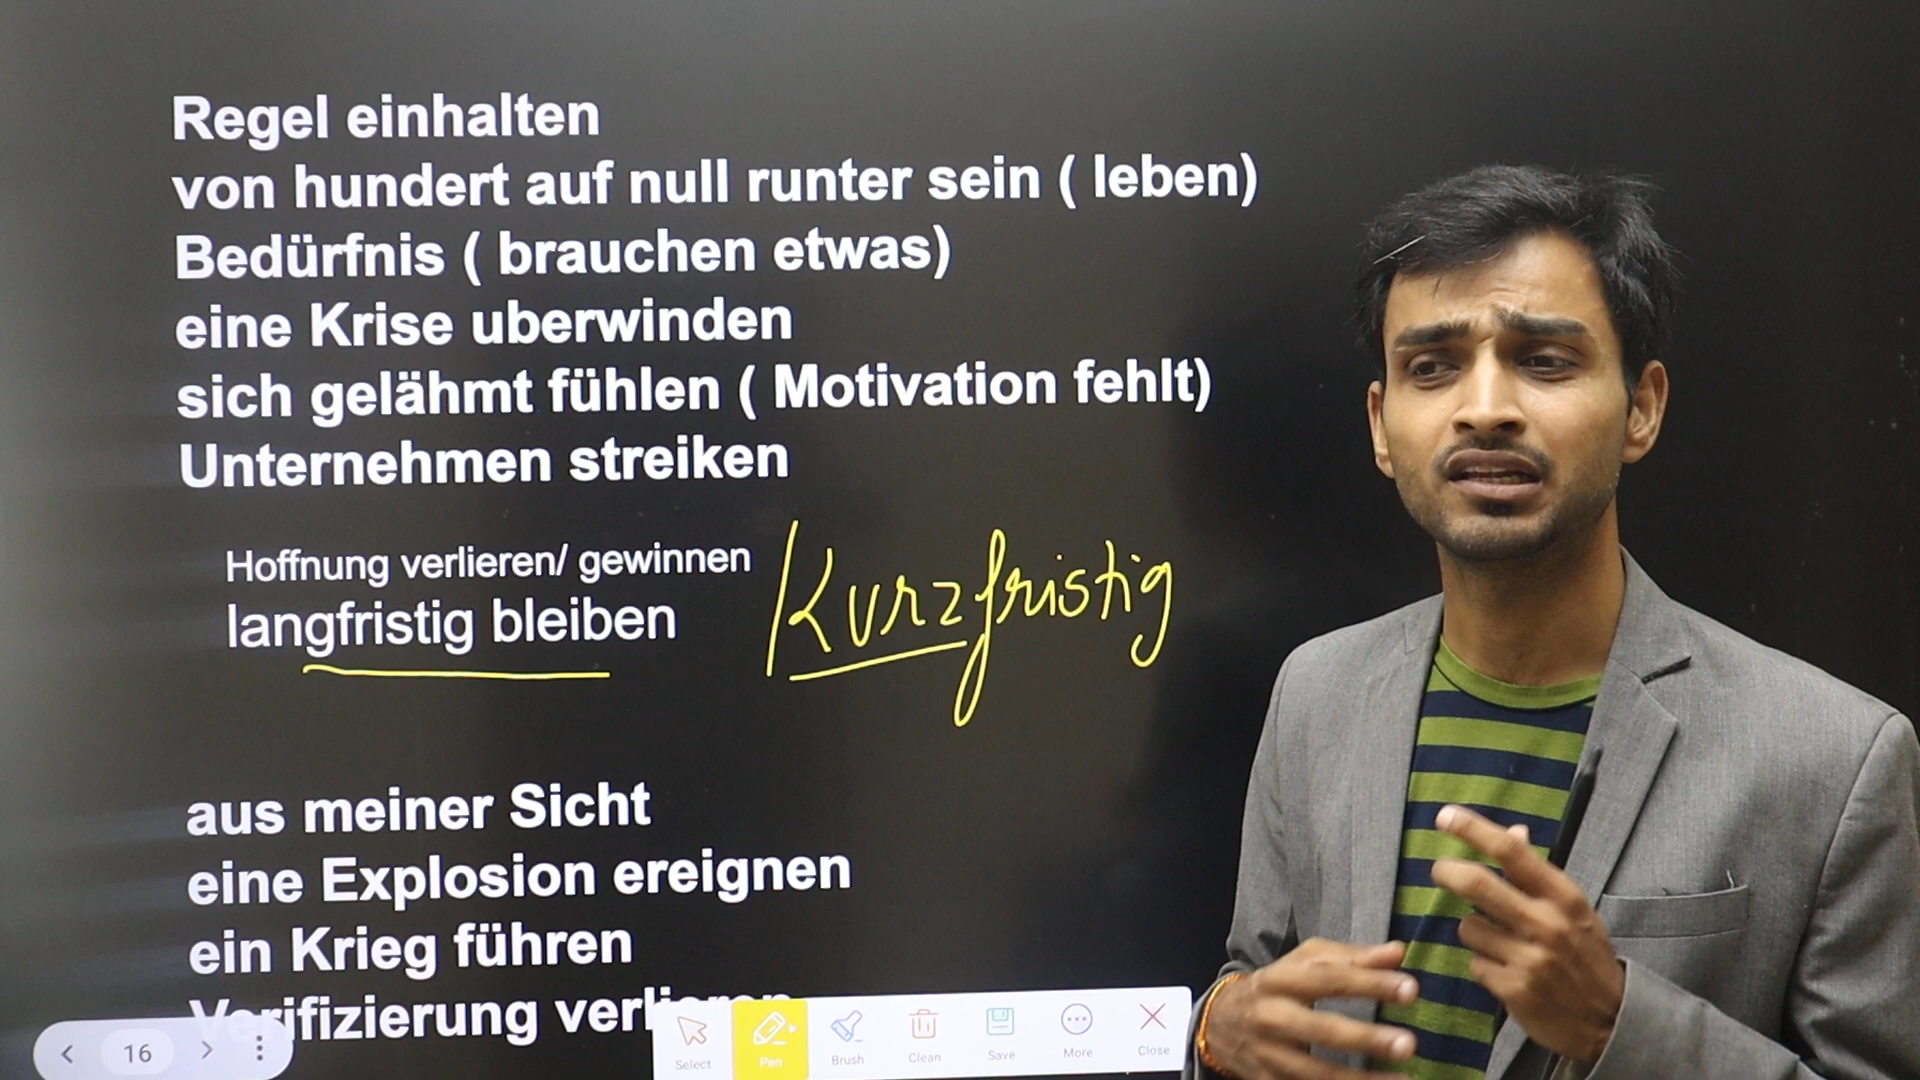 Regel einhalten
von hundert auf null runter sein ( leben)
Bedürfnis ( brauchen etwas)
eine Krise uberwinden
sich gelähmt fühlen ( Motivation fehlt)
Unternehmen streiken
Hoffnung verlieren/ gewinnen
langfristig bleiben
Kurzfristig
aus meiner Sicht
eine Explosion ereignen
ein Krieg führen
Verifizierung verlieren
16
Select
Pen
Brush
Clean
Save
More
Close